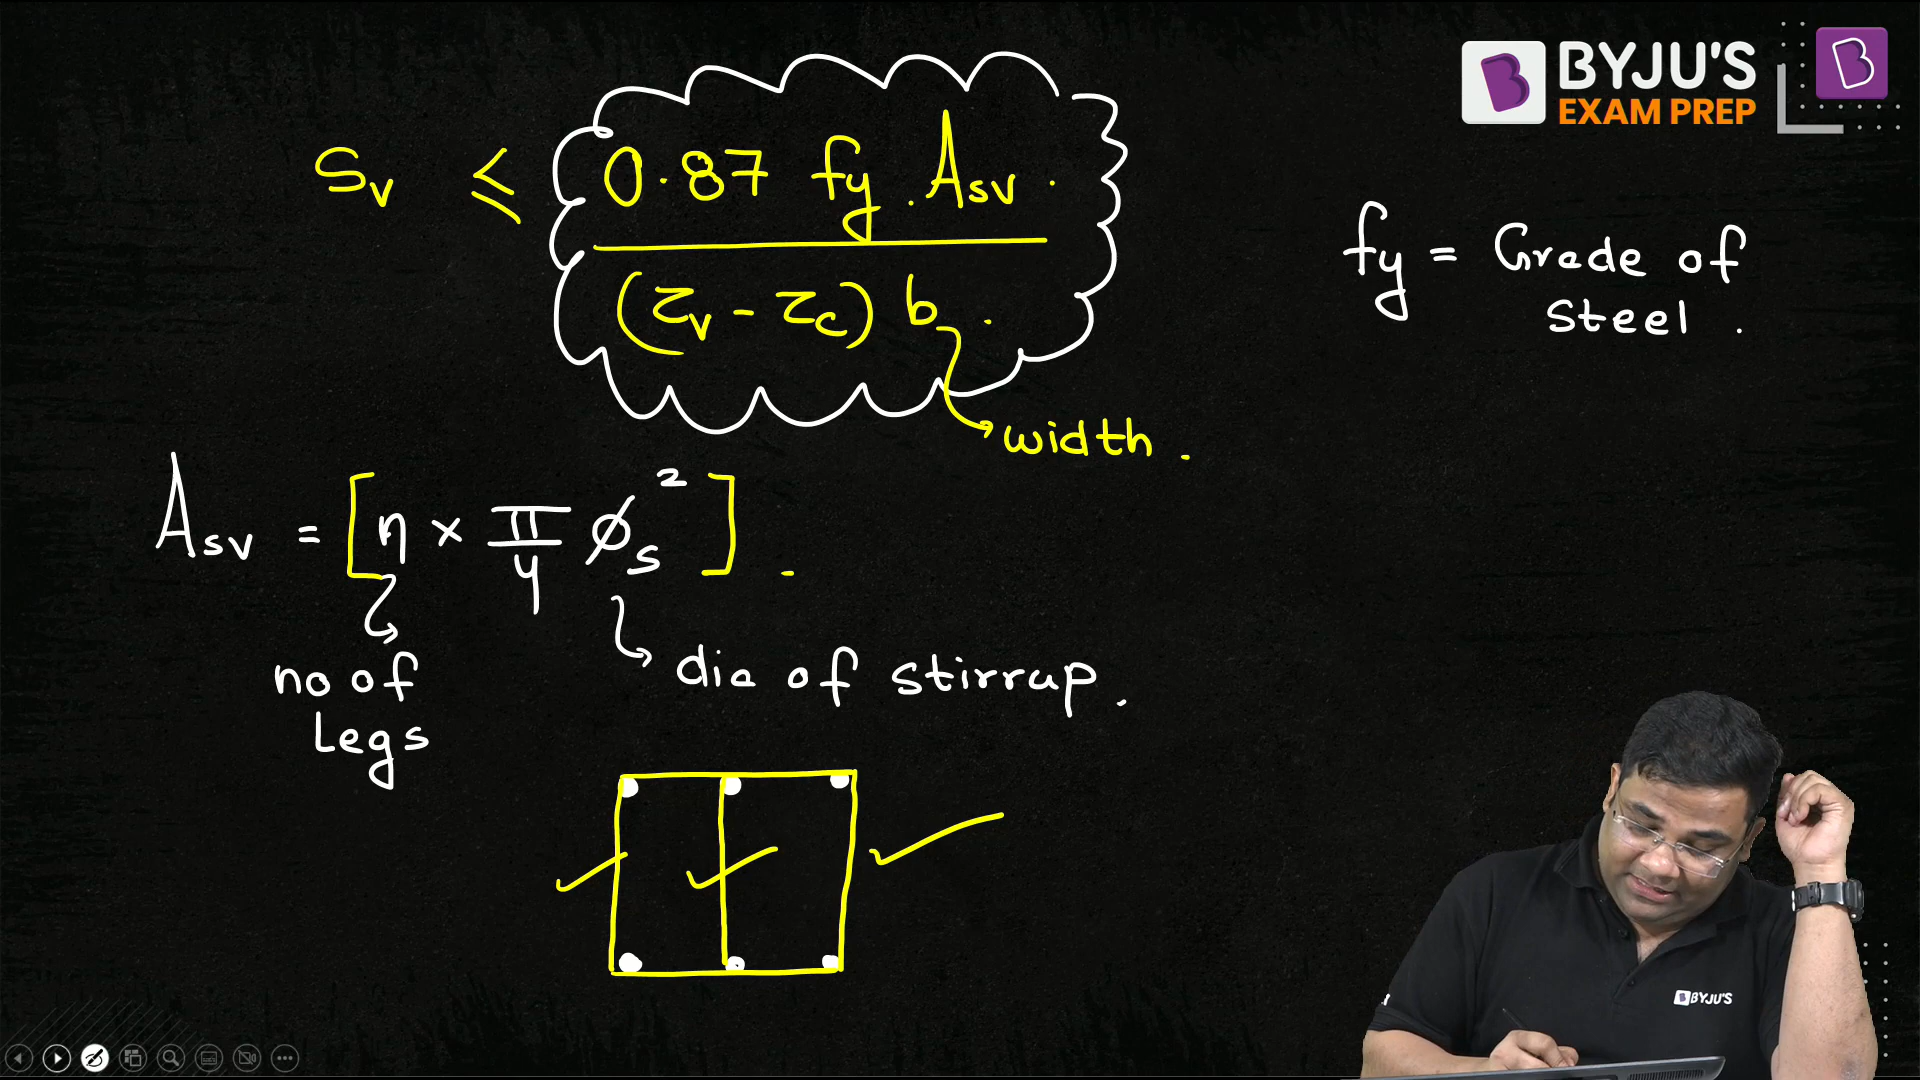 BYJU'S
EXAM PREP
B
B
Sv ≤ 0.87 fy . Asv .
(τv - τc) b .
width .
fy = Grade of
Steel .
Asv = [ n × π/4 φs² ] .
no of
Legs
dia of stirrup .
BYJU'S